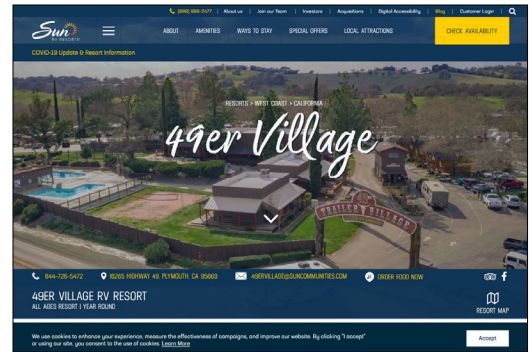 (888) 886-2477 | About us | Join our Team | Investors | Acquisitions | Digital Accessibility | Blog | Customer Login
Sun
RV RESORTS
ABOUT AMENITIES WAYS TO STAY SPECIAL OFFERS LOCAL ATTRACTIONS
CHECK AVAILABILITY
COVID-19 Update & Resort Information
RESORTS > WEST COAST > CALIFORNIA
49er Village
49
TRAILER VILLAGE
844-726-5472 18265 HIGHWAY 49, PLYMOUTH, CA 95669 49ERVILLAGE@SUNCOMMUNITIES.COM ORDER FOOD NOW
49ER VILLAGE RV RESORT
ALL AGES RESORT | YEAR ROUND
RESORT MAP
We use cookies to enhance your experience, measure the effectiveness of campaigns, and improve our website. By clicking "I accept"
or using our site, you consent to the use of cookies. Learn More
Accept